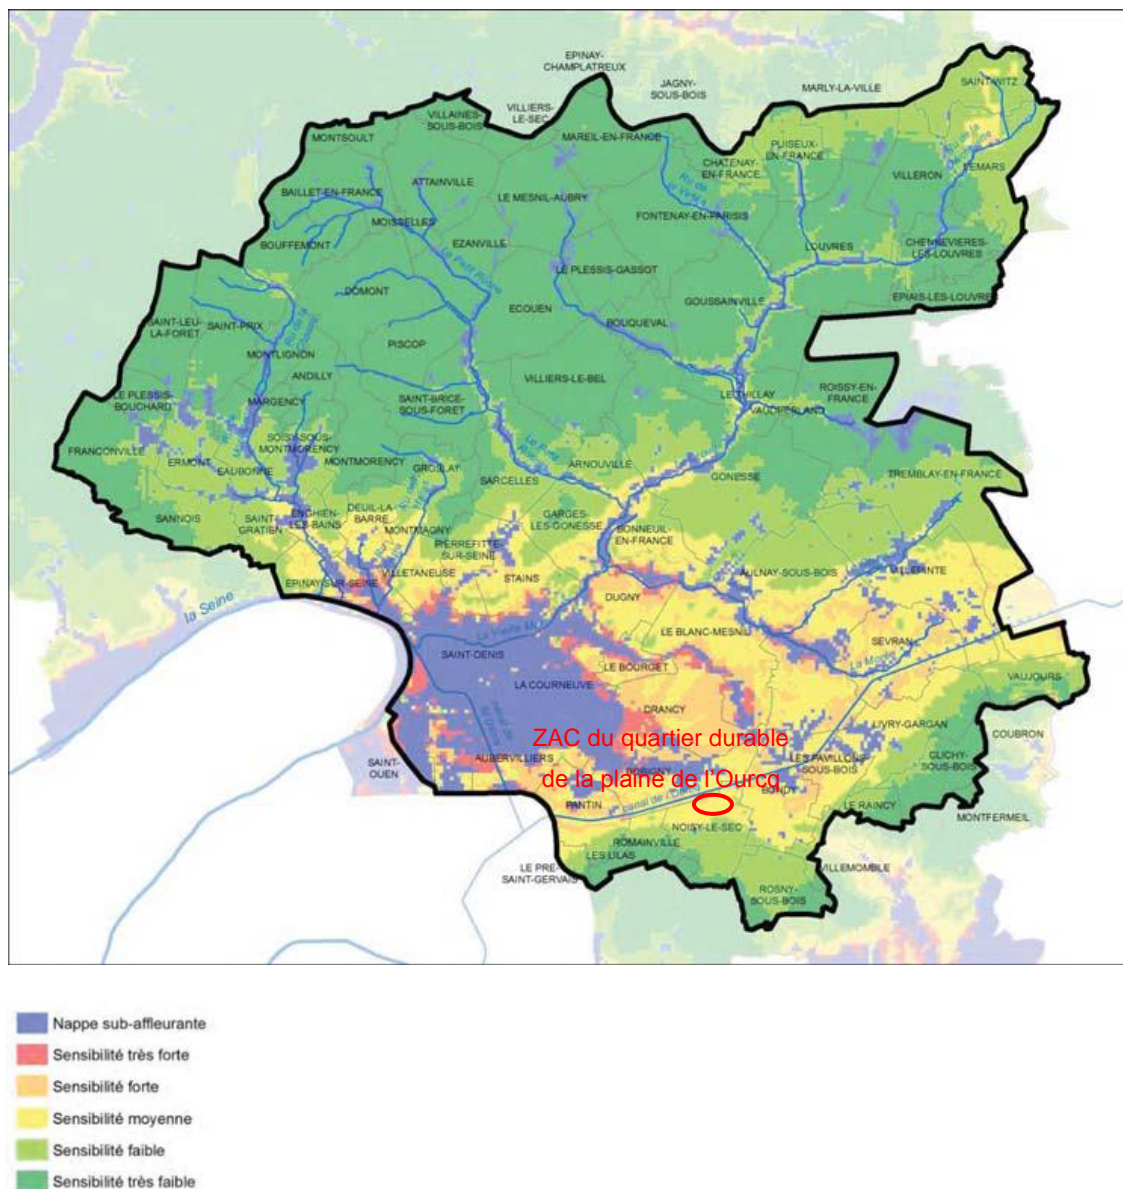 EPINAY-
CHAMPLATREUX
JAGNY-
SOUS-BOIS
MARLY-LA-VILLE
SAINT-WITZ
VILLIERS-
LE-SEC
VILLAINES-
SOUS-BOIS
MONTSOULT
MAREIL-EN-FRANCE
PUISEUX-
EN-FRANCE
CHATENAY-
EN-FRANCE
VILLERON
VEMARS
BAILLET-EN-FRANCE
ATTAINVILLE
LE MESNIL-AUBRY
MOISSELLES
FONTENAY-EN-PARISIS
BOUFFEMONT
EZANVILLE
LOUVRES
CHENNEVIERES-
LES-LOUVRES
Le Petit Rosne
LE PLESSIS-GASSOT
DOMONT
ECOUEN
GOUSSAINVILLE
EPIAIS-LES-LOUVRES
SAINT-LEU-
LA-FORET
SAINT-PRIX
BOUQUEVAL
MONTLIGNON
PISCOP
ANDILLY
VILLIERS-LE-BEL
LE PLESSIS-
BOUCHARD
MARGENCY
SAINT-BRICE-
SOUS-FORET
LE THILLAY
ROISSY-EN-
FRANCE
VAUDHERLAND
FRANCONVILLE
ERMONT
EAUBONNE
SOISY-SOUS-
MONTMORENCY
MONTMORENCY
GROSLAY
SARCELLES
ARNOUVILLE
GONESSE
TREMBLAY-EN-FRANCE
SANNOIS
SAINT-
GRATIEN
ENGHIEN-
LES-BAINS
DEUIL-LA-
BARRE
MONTMAGNY
GARGES-
LES-GONESSE
BONNEUIL-
EN-FRANCE
PIERREFITTE-
SUR-SEINE
EPINAY-SUR-SEINE
VILLETANEUSE
STAINS
AULNAY-SOUS-BOIS
VILLEPINTE
DUGNY
la Seine
LE BLANC-MESNIL
SEVRAN
SAINT-DENIS
LE BOURGET
La Morée
VAUJOURS
LA COURNEUVE
DRANCY
LIVRY-GARGAN
COUBRON
ZAC du quartier durable
de la plaine de l'Ourcq
SAINT-
OUEN
AUBERVILLIERS
LES PAVILLONS-
SOUS-BOIS
CLICHY-
SOUS-BOIS
BOBIGNY
BONDY
PANTIN
canal de l'Ourcq
LE RAINCY
MONTFERMEIL
NOISY-LE-SEC
ROMAINVILLE
LES LILAS
LE PRE-
SAINT-GERVAIS
VILLEMOMBLE
ROSNY-
SOUS-BOIS
Nappe sub-affleurante
Sensibilité très forte
Sensibilité forte
Sensibilité moyenne
Sensibilité faible
Sensibilité très faible